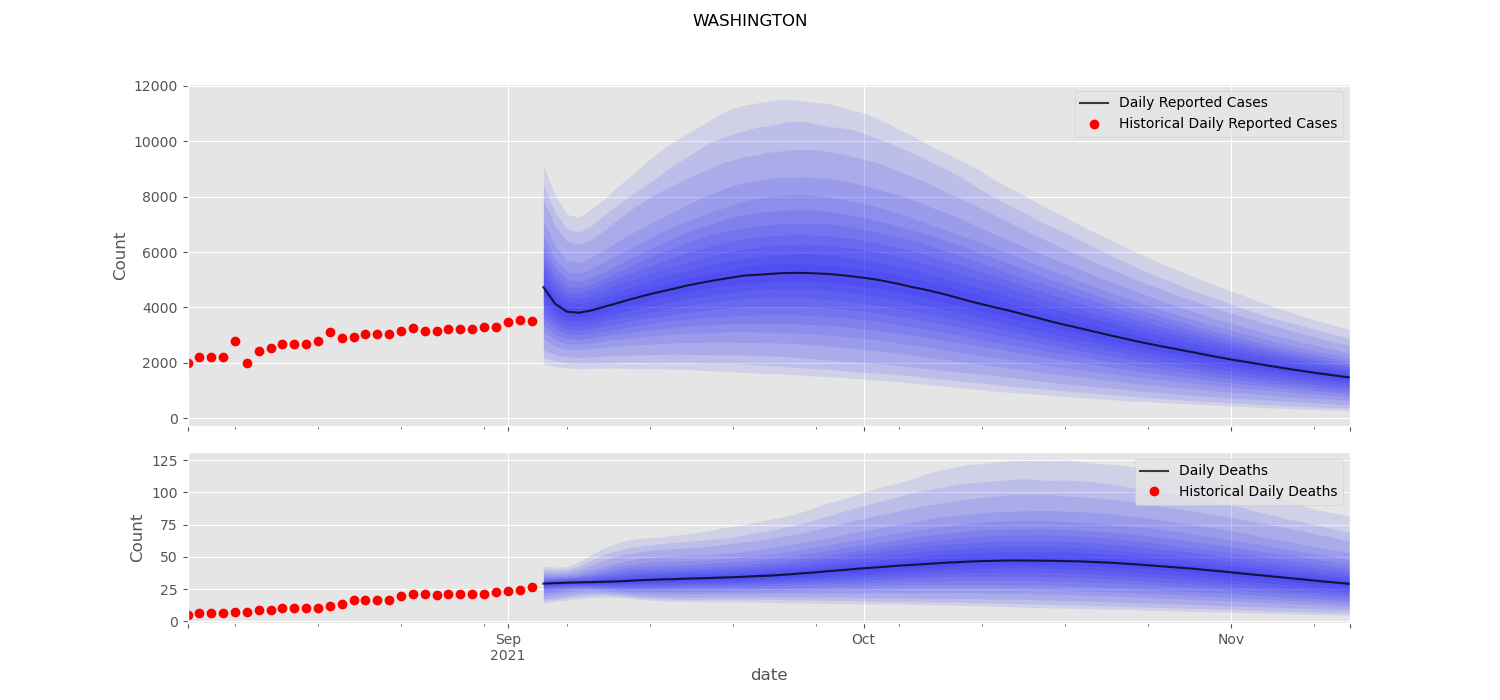 WASHINGTON
12000
10000
8000
6000
4000
2000
0
Count
Daily Reported Cases
Historical Daily Reported Cases
125
100
75
50
25
0
Count
Daily Deaths
Historical Daily Deaths
Sep
2021
Oct
Nov
date